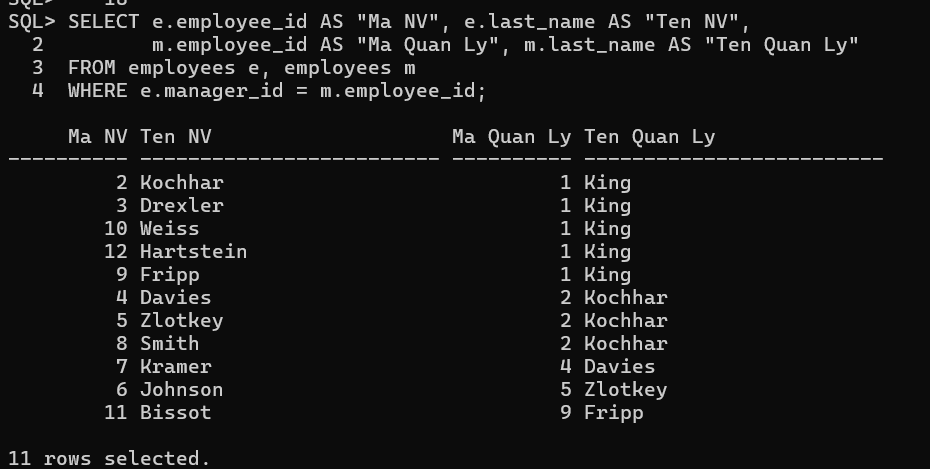 SQL> 18
SQL> SELECT e.employee_id AS "Ma NV", e.last_name AS "Ten NV",
  2         m.employee_id AS "Ma Quan Ly", m.last_name AS "Ten Quan Ly"
  3  FROM employees e, employees m
  4  WHERE e.manager_id = m.employee_id;
     Ma NV Ten NV                    Ma Quan Ly Ten Quan Ly
---------- ------------------------- ---------- -------------------------
         2 Kochhar                            1 King
         3 Drexler                            1 King
        10 Weiss                              1 King
        12 Hartstein                          1 King
         9 Fripp                              1 King
         4 Davies                             2 Kochhar
         5 Zlotkey                            2 Kochhar
         8 Smith                              2 Kochhar
         7 Kramer                             4 Davies
         6 Johnson                            5 Zlotkey
        11 Bissot                             9 Fripp
11 rows selected.